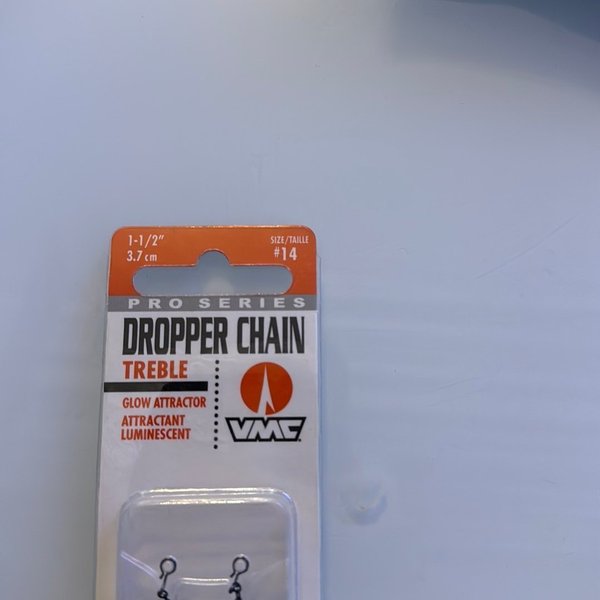 1-1/2"
3.7 cm
SIZE/TAILLE
#14
PRO SERIES
DROPPER CHAIN
TREBLE
GLOW ATTRACTOR
ATTRACTANT
LUMINESCENT
VMC